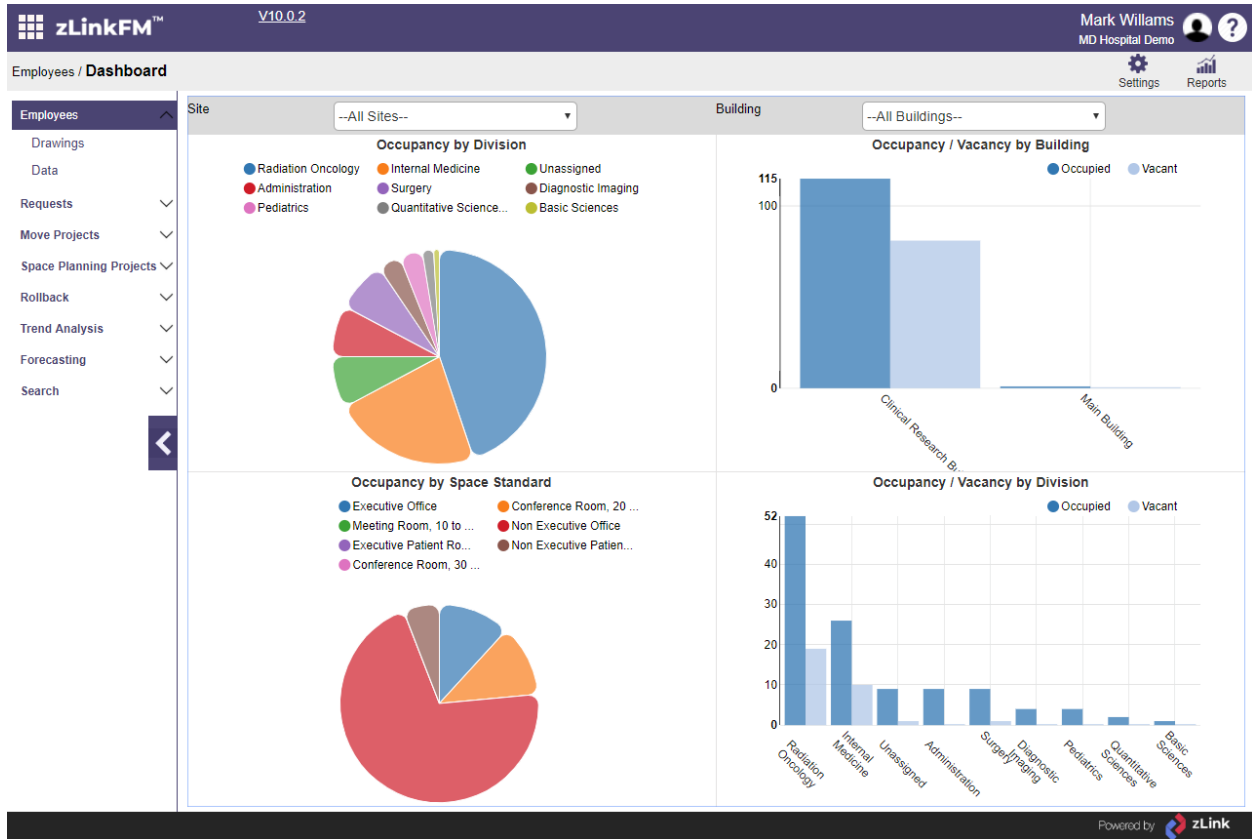 zLinkFM™
V10.0.2
Mark Willams
MD Hospital Demo
?
Employees / Dashboard
Settings
Reports
Employees
Drawings
Data
Requests
Move Projects
Space Planning Projects
Rollback
Trend Analysis
Forecasting
Search
Site
--All Sites--
Building
--All Buildings--
Occupancy by Division
Radiation Oncology
Internal Medicine
Unassigned
Administration
Surgery
Diagnostic Imaging
Pediatrics
Quantitative Science...
Basic Sciences
Occupancy / Vacancy by Building
Occupied
Vacant
115
100
0
Clinical Research B...
Main Building
Occupancy by Space Standard
Executive Office
Conference Room, 20 ...
Meeting Room, 10 to ...
Non Executive Office
Executive Patient Ro...
Non Executive Patien...
Conference Room, 30 ...
Occupancy / Vacancy by Division
Occupied
Vacant
52
40
30
20
10
0
Radiation
Oncology
Internal
Medicine
Unassigned
Administration
Surgery
Diagnostic
Imaging
Pediatrics
Quantitative
Sciences
Basic
Sciences
Powered by
zLink